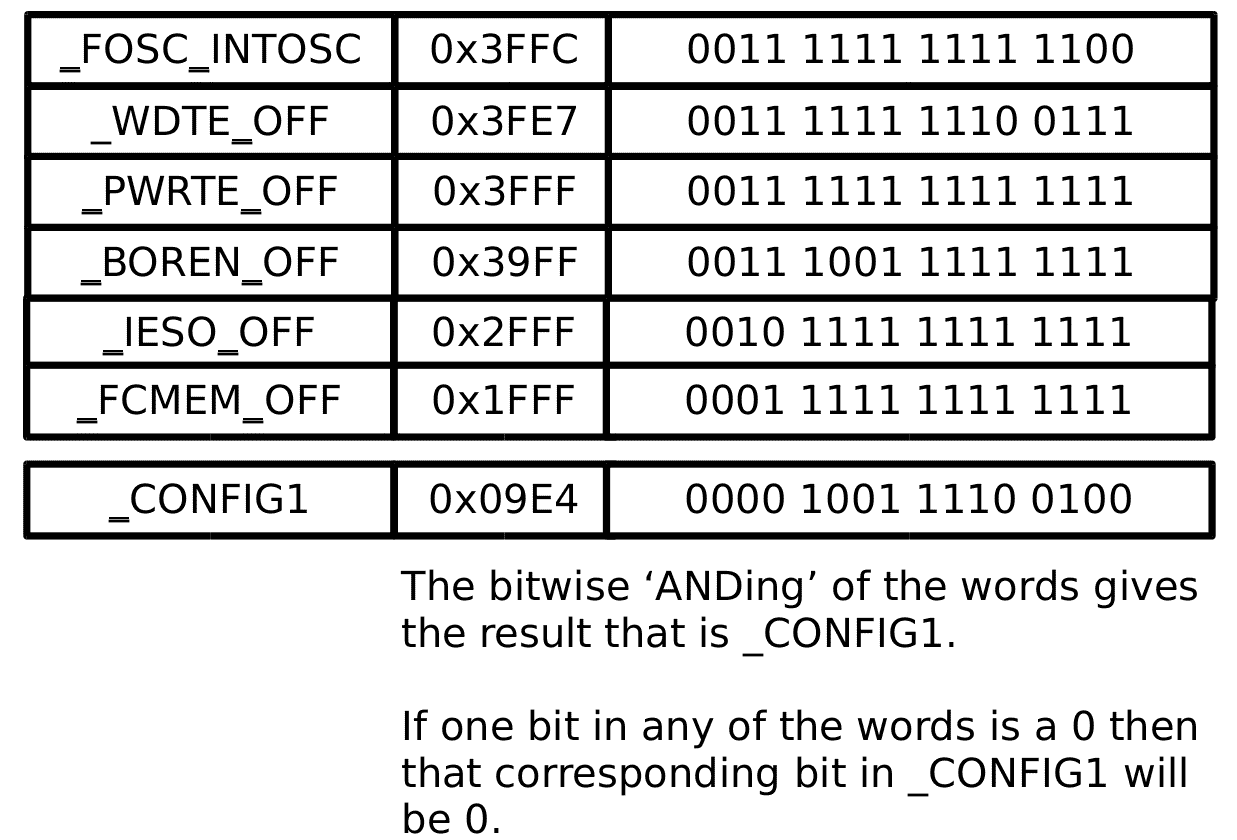 _FOSC_INTOSC 0x3FFC 0011 1111 1111 1100
_WDTE_OFF 0x3FE7 0011 1111 1110 0111
_PWRTE_OFF 0x3FFF 0011 1111 1111 1111
_BOREN_OFF 0x39FF 0011 1001 1111 1111
_IESO_OFF 0x2FFF 0010 1111 1111 1111
_FCMEM_OFF 0x1FFF 0001 1111 1111 1111
_CONFIG1 0x09E4 0000 1001 1110 0100
The bitwise ‘ANDing’ of the words gives
the result that is _CONFIG1.
If one bit in any of the words is a 0 then
that corresponding bit in _CONFIG1 will
be 0.